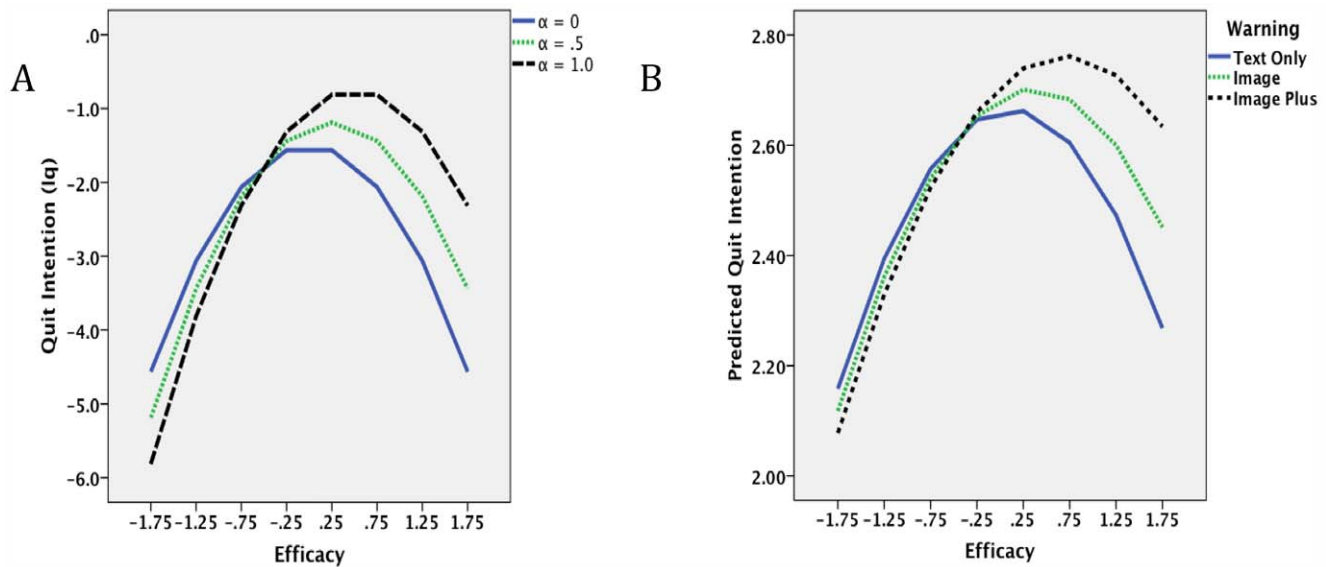 A
Quit Intention (Iq)
.0
-1.0
-2.0
-3.0
-4.0
-5.0
-6.0
-1.75 -1.25 -.75 -.25 .25 .75 1.25 1.75
Efficacy
α = 0
α = .5
α = 1.0
B
Predicted Quit Intention
2.80
2.60
2.40
2.20
2.00
-1.75 -1.25 -.75 -.25 .25 .75 1.25 1.75
Efficacy
Warning
Text Only
Image
Image Plus